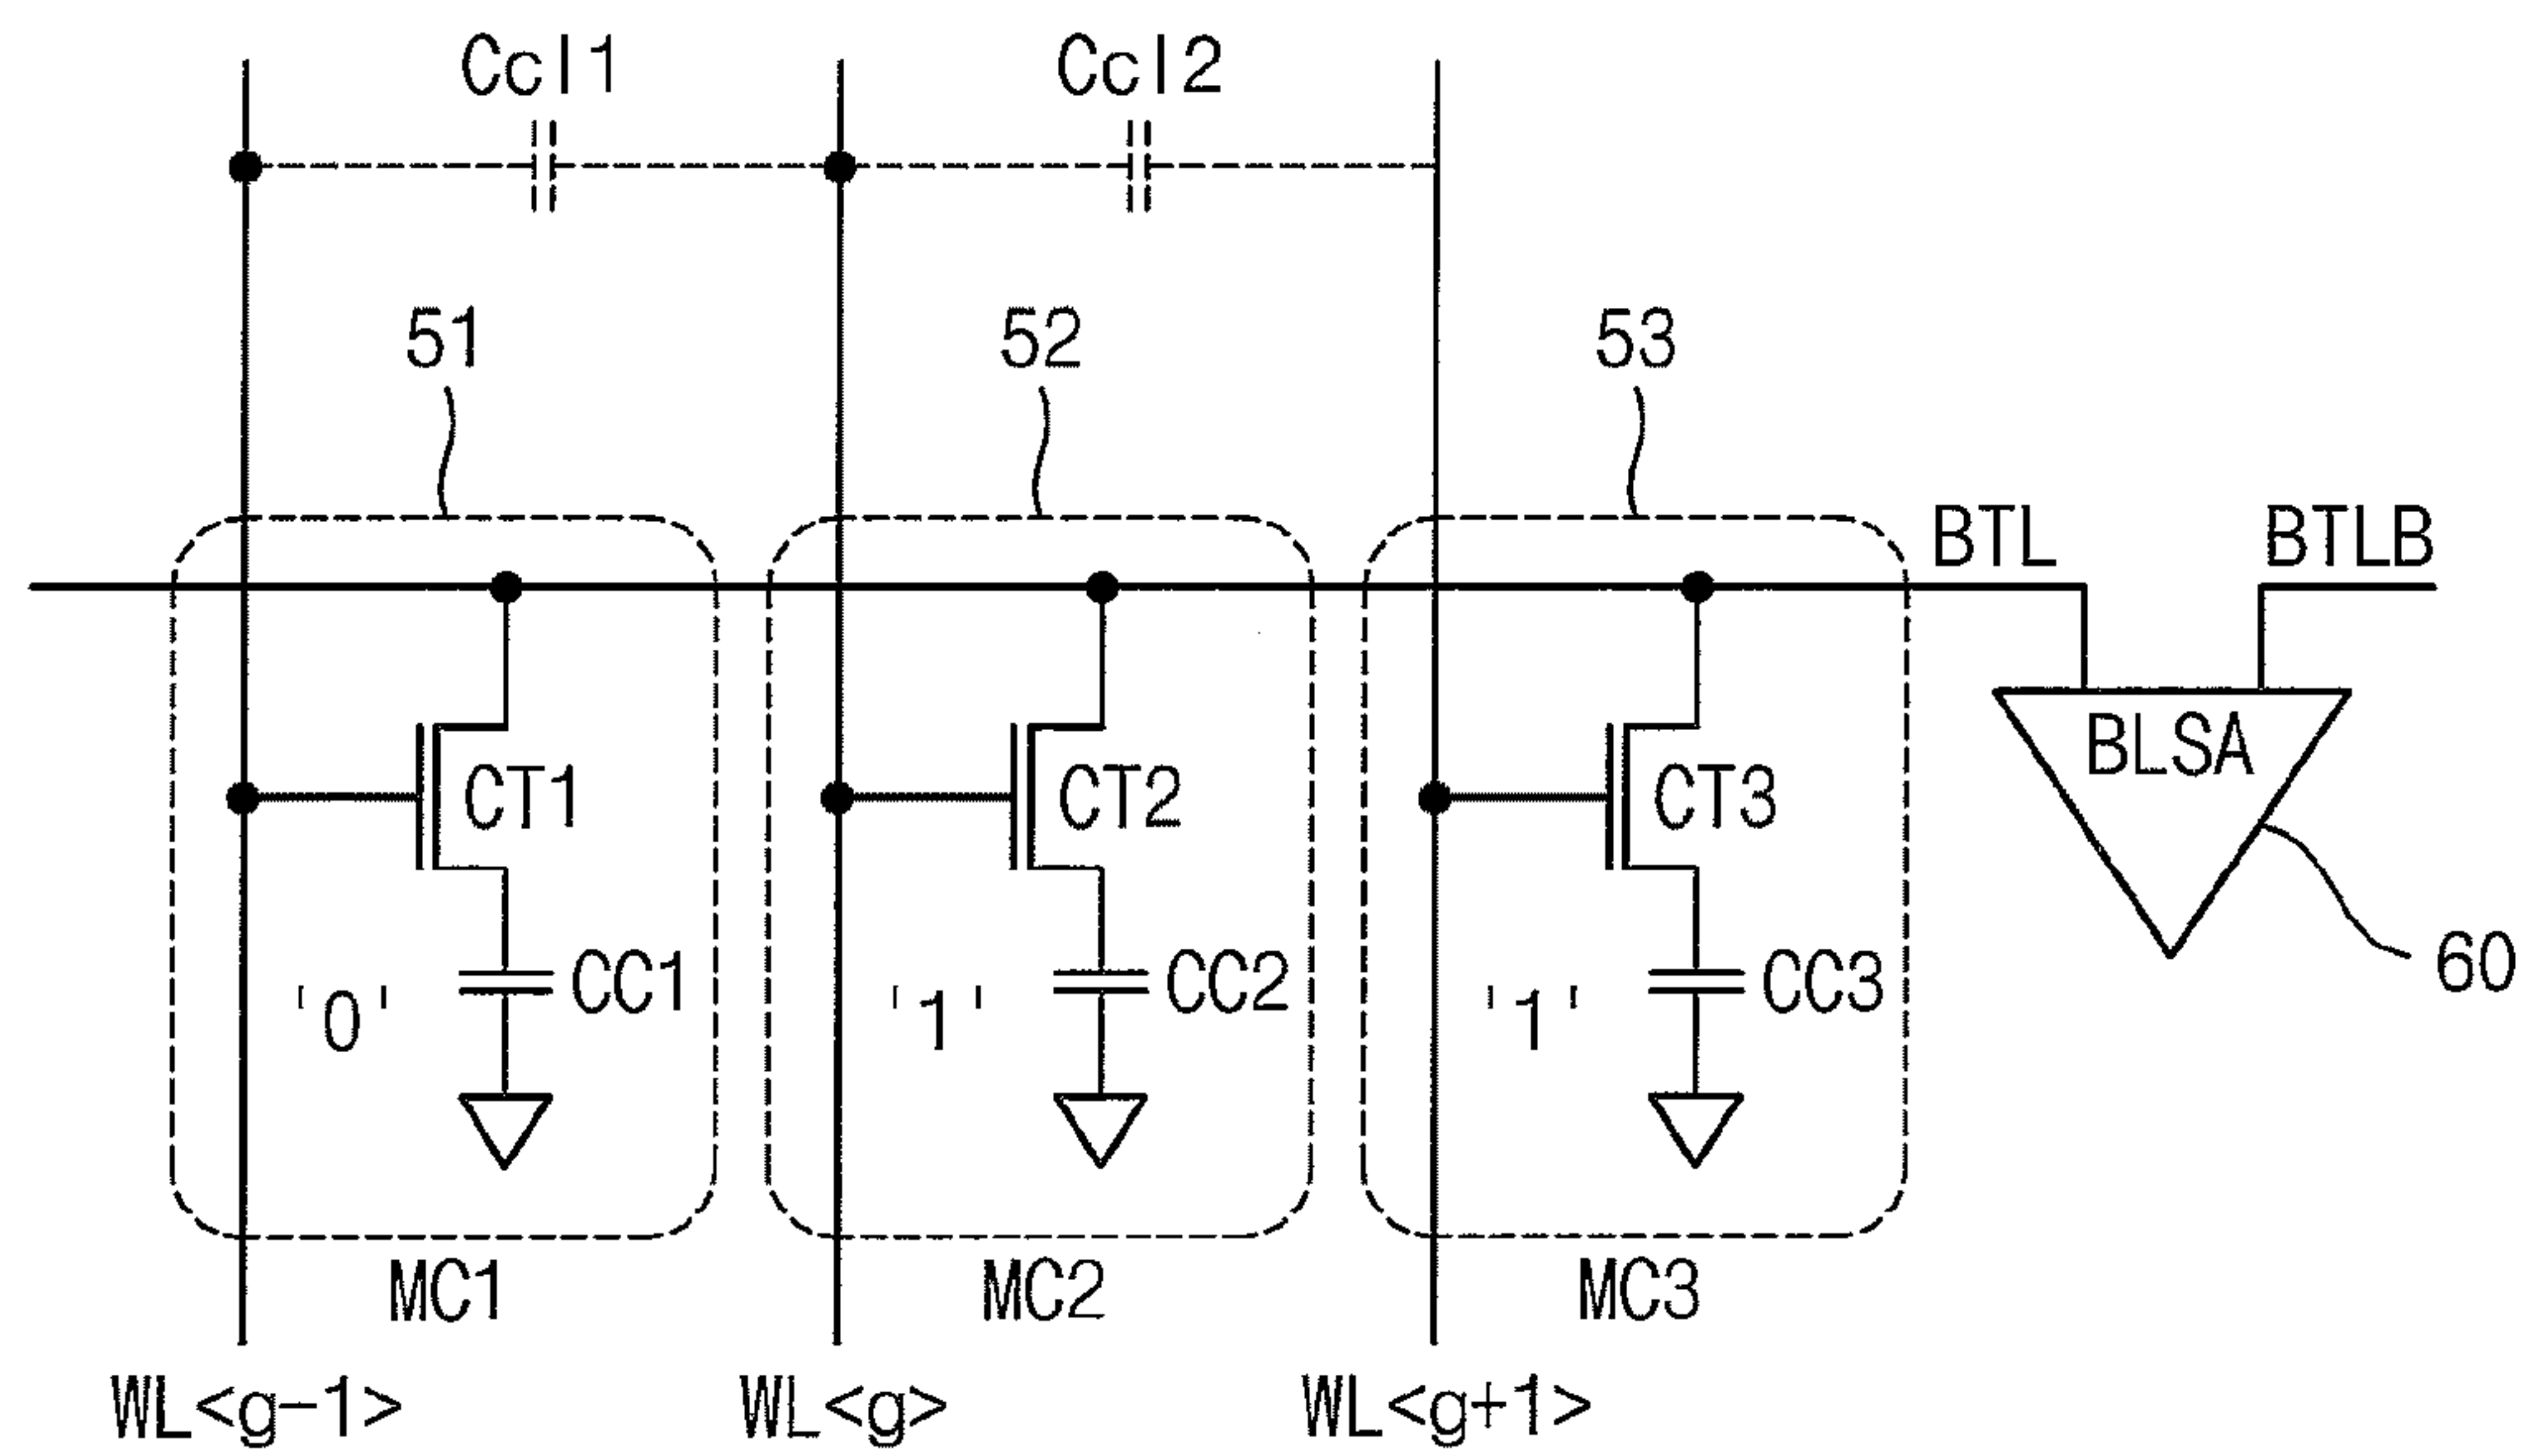 Ccl1 Ccl2
51 52 53
BTL BTLB
BLSA
CT1 CT2 CT3
CC1 CC2 CC3
'0' '1' '1'
60
MC1 MC2 MC3
WL<g-1> WL<g> WL<g+1>